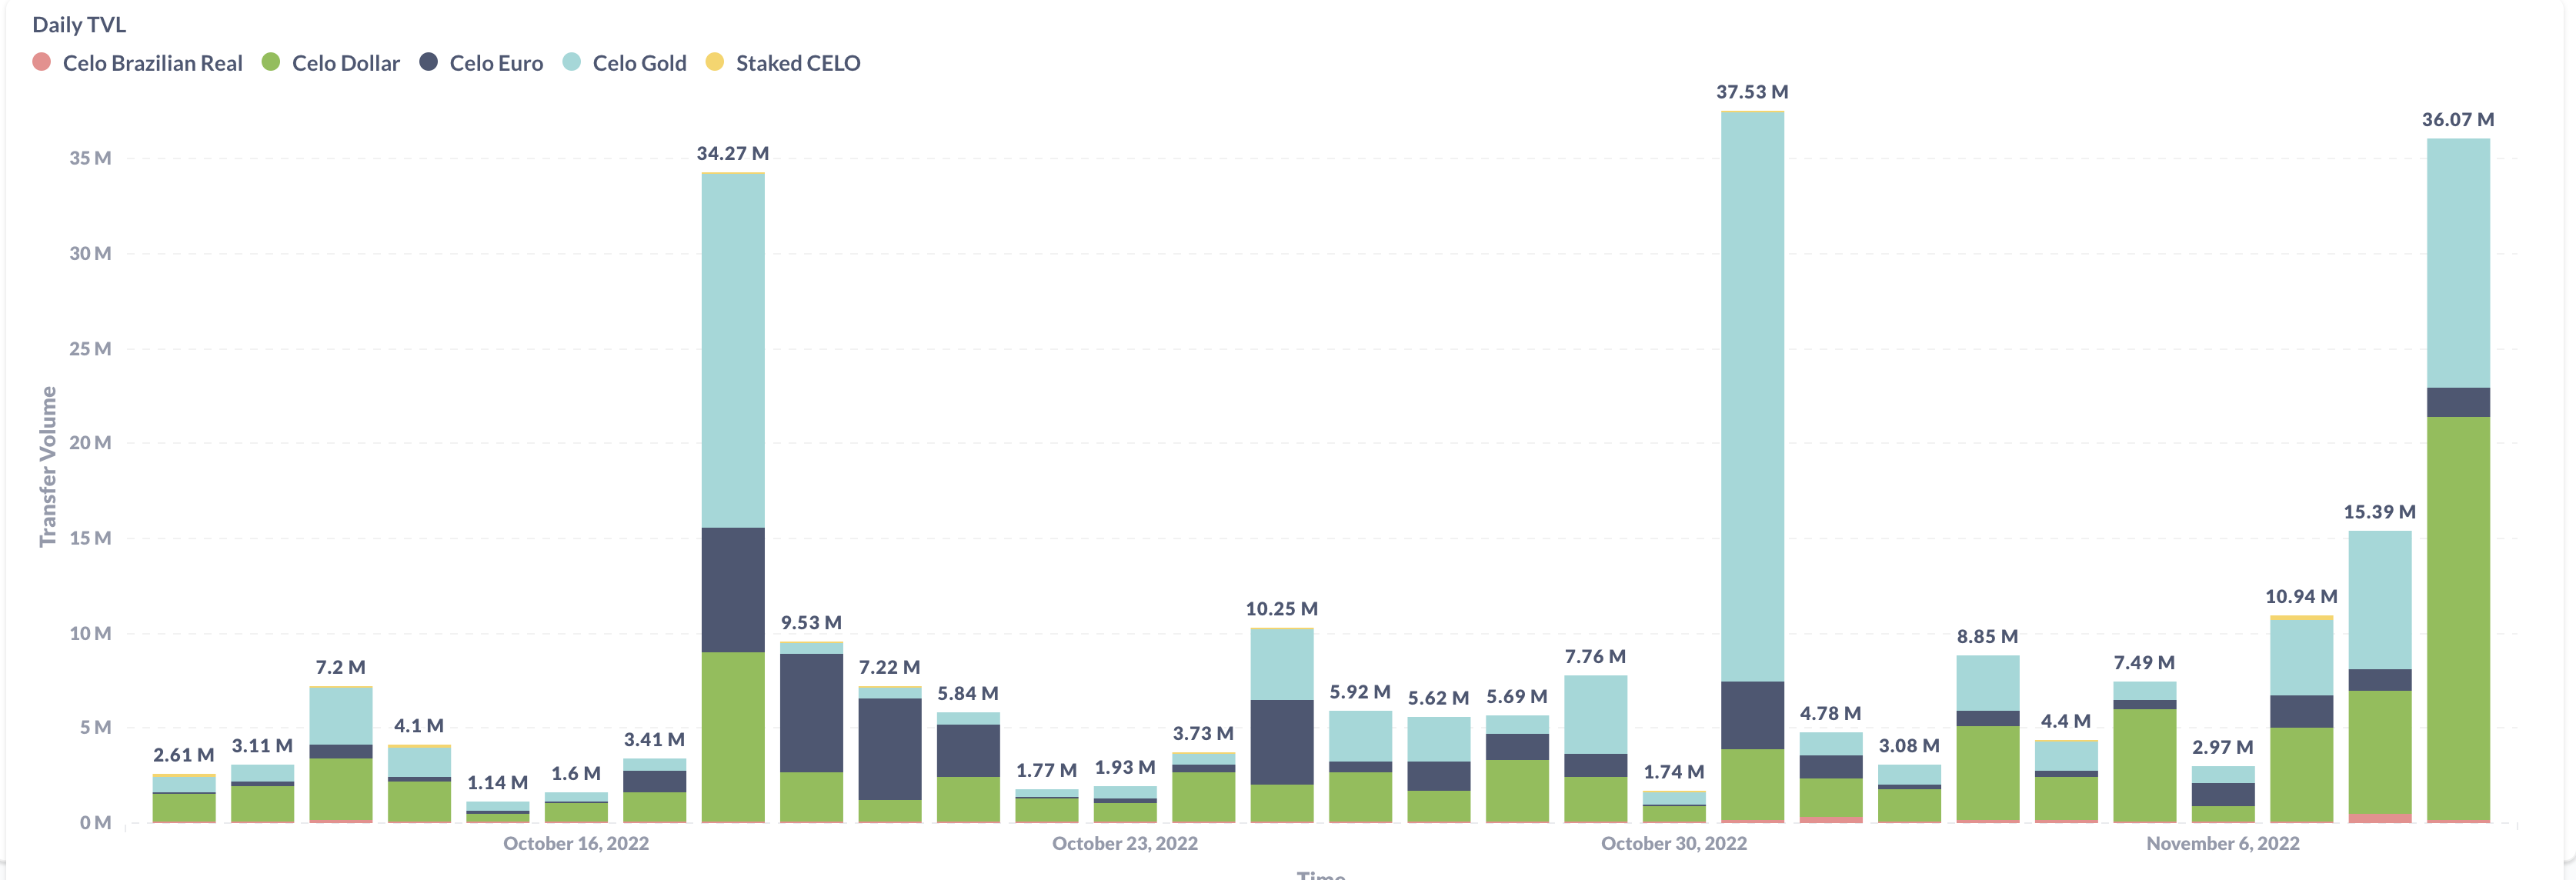 Daily TVL
Celo Brazilian Real Celo Dollar Celo Euro Celo Gold Staked CELO
37.53 M
36.07 M
34.27 M
35 M
30 M
25 M
20 M
15.39 M
15 M
10.94 M
10.25 M
9.53 M
10 M
8.85 M
7.76 M
7.49 M
7.2 M
7.22 M
5.84 M
5.92 M
5.62 M
5.69 M
5 M
4.1 M
4.78 M
4.4 M
3.73 M
3.41 M
2.61 M
3.11 M
3.08 M
2.97 M
1.14 M
1.6 M
1.77 M
1.93 M
1.74 M
0 M
Transfer Volume
October 16, 2022
October 23, 2022
October 30, 2022
November 6, 2022
Time